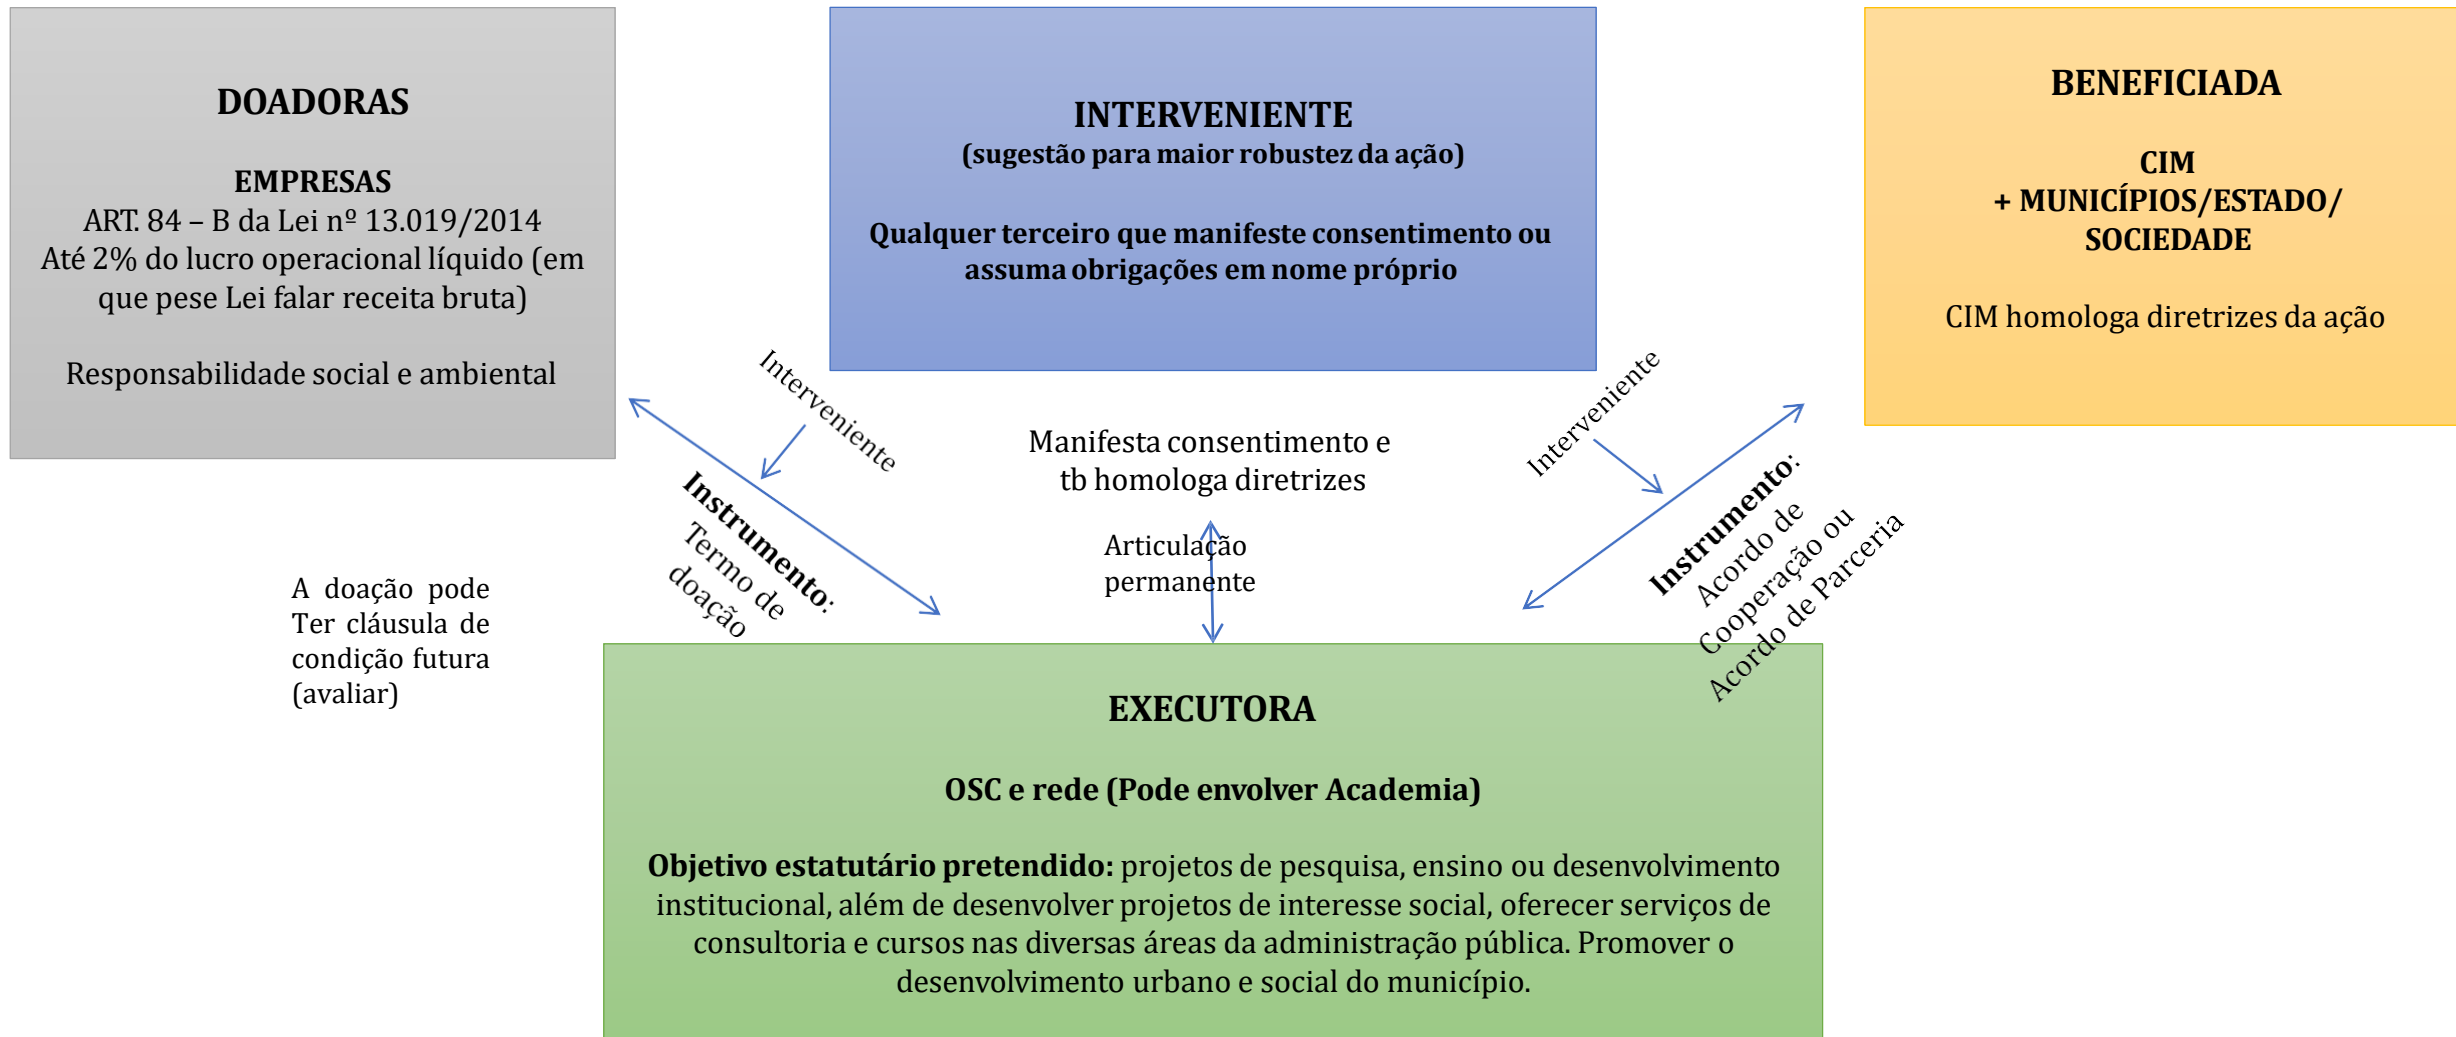 DOADORAS
EMPRESAS
ART. 84 – B da Lei nº 13.019/2014
Até 2% do lucro operacional líquido (em
que pese Lei falar receita bruta)
Responsabilidade social e ambiental
INTERVENIENTE
(sugestão para maior robustez da ação)
Qualquer terceiro que manifeste consentimento ou
assuma obrigações em nome próprio
BENEFICIADA
CIM
+ MUNICÍPIOS/ESTADO/
SOCIEDADE
CIM homologa diretrizes da ação
Interveniente
Instrumento:
Termo de
doação
Manifesta consentimento e
tb homologa diretrizes
Articulação
permanente
Interveniente
Instrumento:
Acordo de
Cooperação ou
Acordo de Parceria
A doação pode
Ter cláusula de
condição futura
(avaliar)
EXECUTORA
OSC e rede (Pode envolver Academia)
Objetivo estatutário pretendido: projetos de pesquisa, ensino ou desenvolvimento
institucional, além de desenvolver projetos de interesse social, oferecer serviços de
consultoria e cursos nas diversas áreas da administração pública. Promover o
desenvolvimento urbano e social do município.